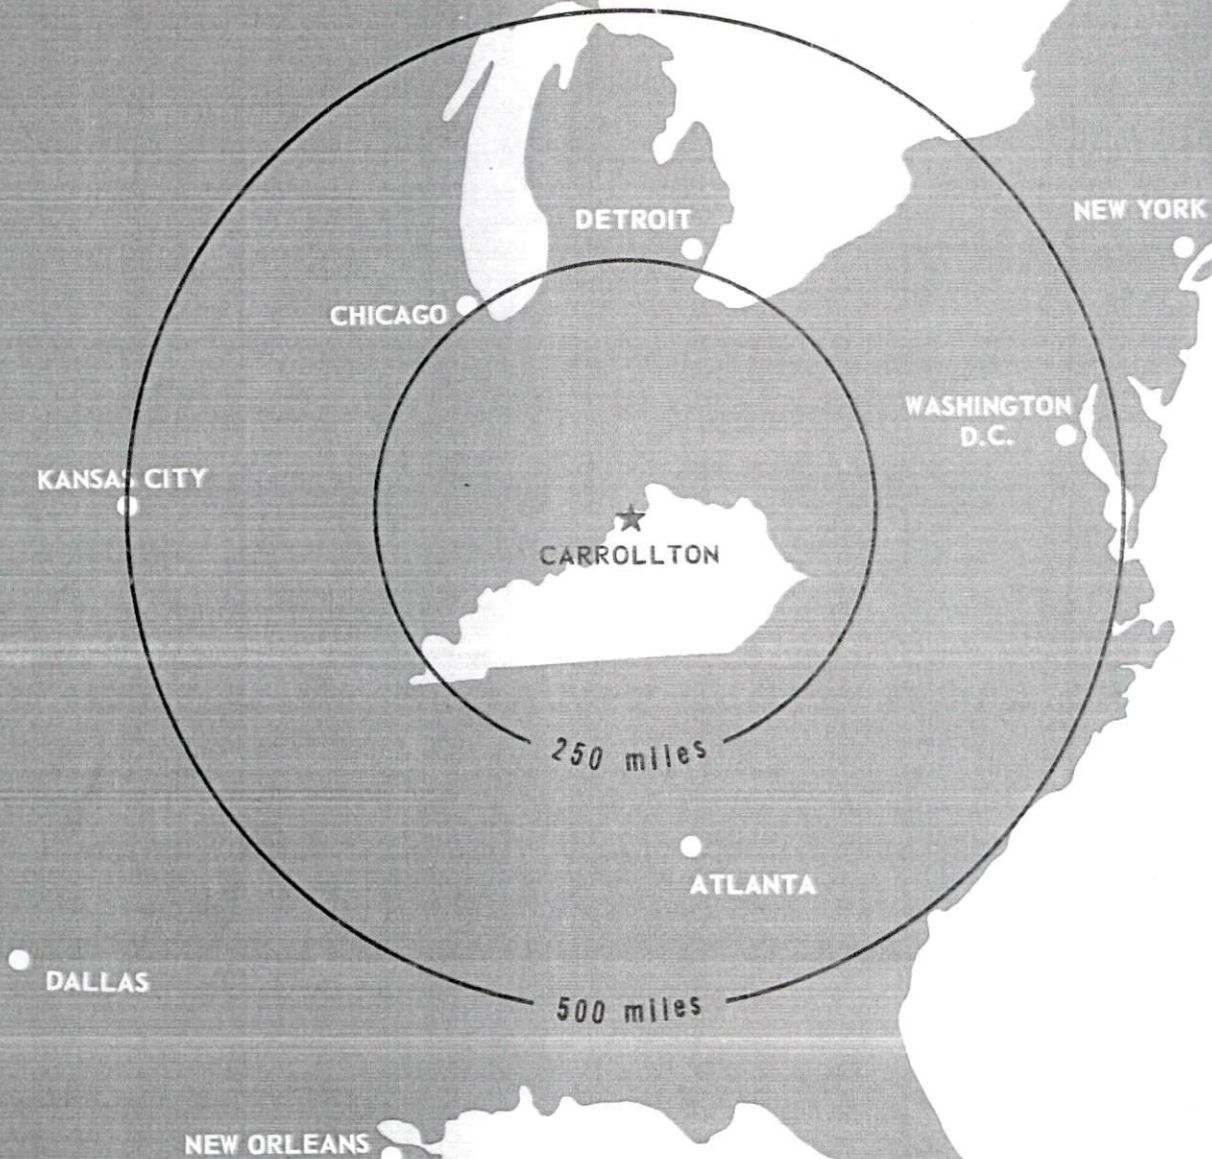 DETROIT
NEW YORK
CHICAGO
WASHINGTON
D.C.
KANSAS CITY
CARROLLTON
250 miles
ATLANTA
DALLAS
500 miles
NEW ORLEANS